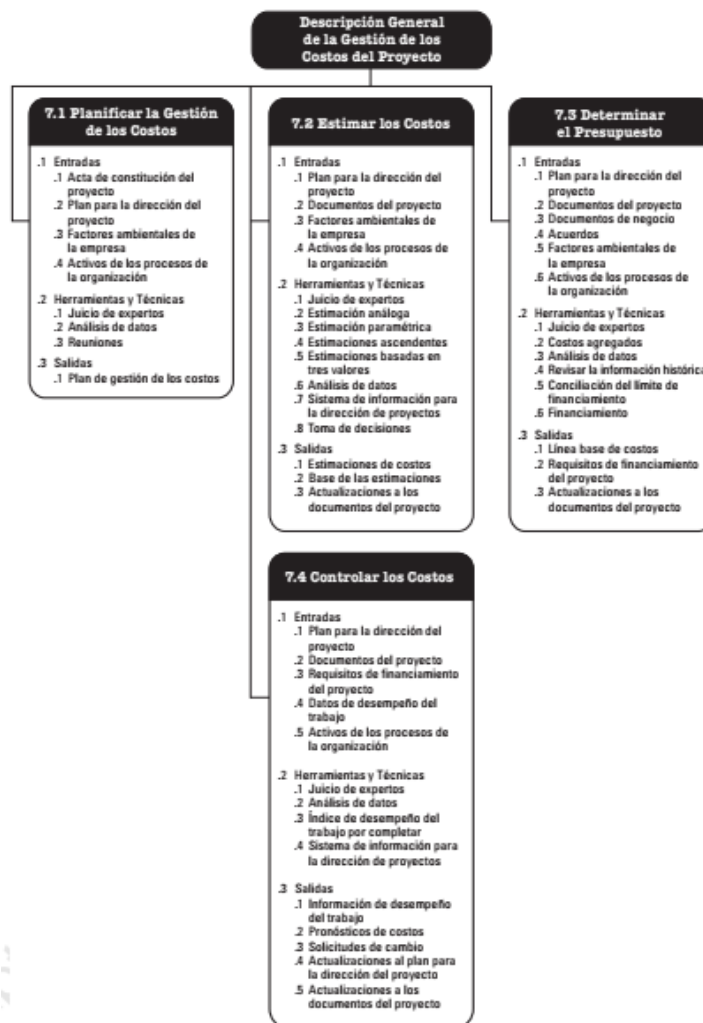 Descripción General
de la Gestión de los
Costos del Proyecto
7.1 Planificar la Gestión
de los Costos
.1 Entradas
.1 Acta de constitución del
proyecto
.2 Plan para la dirección del
proyecto
.3 Factores ambientales de
la empresa
.4 Activos de los procesos de
la organización
.2 Herramientas y Técnicas
.1 Juicio de expertos
.2 Análisis de datos
.3 Reuniones
.3 Salidas
.1 Plan de gestión de los costos
7.2 Estimar los Costos
.1 Entradas
.1 Plan para la dirección del
proyecto
.2 Documentos del proyecto
.3 Factores ambientales de
la empresa
.4 Activos de los procesos de
la organización
.2 Herramientas y Técnicas
.1 Juicio de expertos
.2 Estimación análoga
.3 Estimación paramétrica
.4 Estimaciones ascendentes
.5 Estimaciones basadas en
tres valores
.6 Análisis de datos
.7 Sistema de información para
la dirección de proyectos
.8 Toma de decisiones
.3 Salidas
.1 Estimaciones de costos
.2 Base de las estimaciones
.3 Actualizaciones a los
documentos del proyecto
7.3 Determinar
el Presupuesto
.1 Entradas
.1 Plan para la dirección del
proyecto
.2 Documentos del proyecto
.3 Documentos de negocio
.4 Acuerdos
.5 Factores ambientales de
la empresa
.6 Activos de los procesos de
la organización
.2 Herramientas y Técnicas
.1 Juicio de expertos
.2 Costos agregados
.3 Análisis de datos
.4 Revisar la información histórica
.5 Conciliación del límite de
financiamiento
.6 Financiamiento
.3 Salidas
.1 Línea base de costos
.2 Requisitos de financiamiento
del proyecto
.3 Actualizaciones a los
documentos del proyecto
7.4 Controlar los Costos
.1 Entradas
.1 Plan para la dirección del
proyecto
.2 Documentos del proyecto
.3 Requisitos de financiamiento
del proyecto
.4 Datos de desempeño del
trabajo
.5 Activos de los procesos de
la organización
.2 Herramientas y Técnicas
.1 Juicio de expertos
.2 Análisis de datos
.3 Índice de desempeño del
trabajo por completar
.4 Sistema de información para
la dirección de proyectos
.3 Salidas
.1 Información de desempeño
del trabajo
.2 Pronósticos de costos
.3 Solicitudes de cambio
.4 Actualizaciones al plan para
la dirección del proyecto
.5 Actualizaciones a los
documentos del proyecto